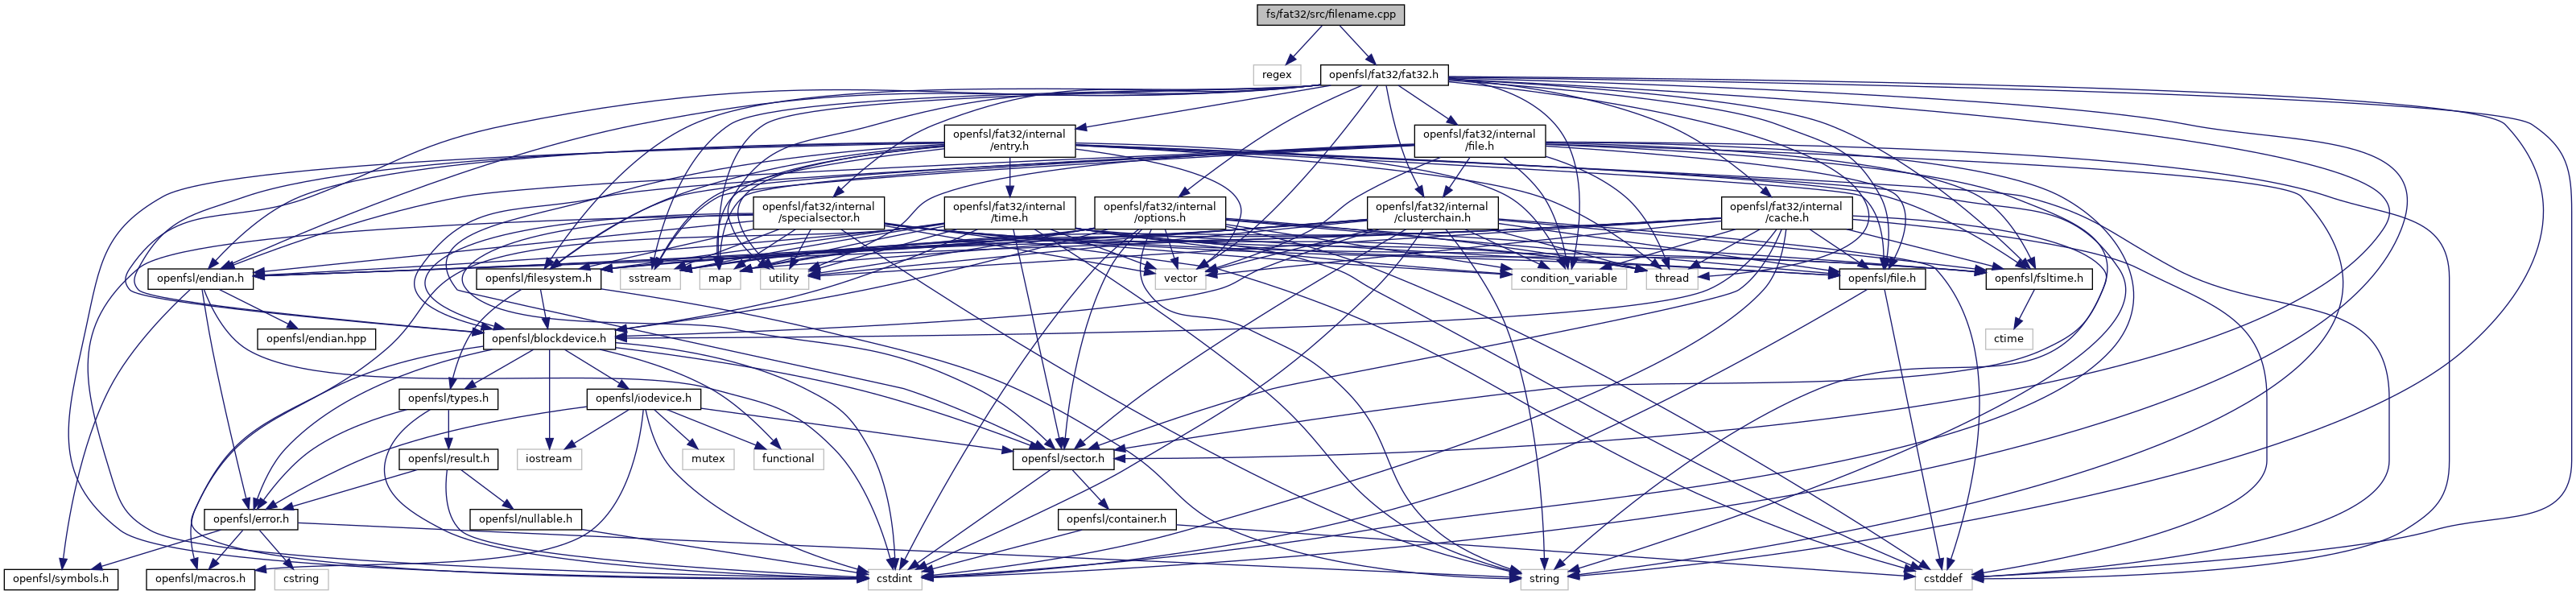 fs/fat32/src/filename.cpp
regex
openfsl/fat32/fat32.h
openfsl/fat32/internal
/entry.h
openfsl/fat32/internal
/file.h
openfsl/fat32/internal
/specialsector.h
openfsl/fat32/internal
/time.h
openfsl/fat32/internal
/options.h
openfsl/fat32/internal
/clusterchain.h
openfsl/fat32/internal
/cache.h
openfsl/endian.h
openfsl/filesystem.h
sstream
map
utility
vector
condition_variable
thread
openfsl/file.h
openfsl/fsltime.h
openfsl/endian.hpp
openfsl/blockdevice.h
ctime
openfsl/types.h
openfsl/iodevice.h
openfsl/result.h
iostream
mutex
functional
openfsl/sector.h
openfsl/error.h
openfsl/nullable.h
openfsl/container.h
openfsl/symbols.h
openfsl/macros.h
cstring
cstdint
string
cstddef